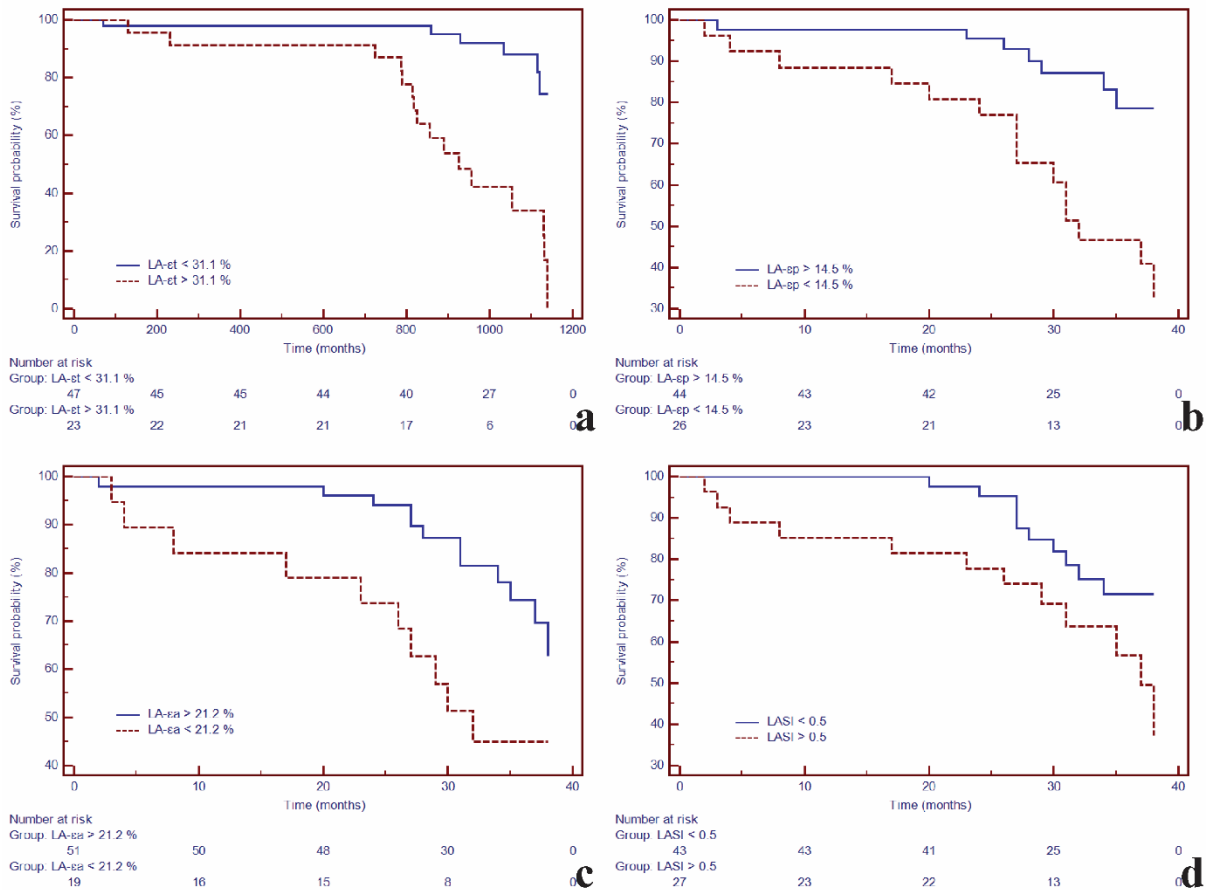 100
80
60
40
20
0
Survival probability (%)
LA-εt < 31.1 %
LA-εt > 31.1 %
0 200 400 600 800 1000 1200
Time (months)
Number at risk
Group: LA-εt < 31.1 %
47 45 45 44 40 27 0
Group: LA-εt > 31.1 %
23 22 21 21 17 6 0
a
100
90
80
70
60
50
40
30
Survival probability (%)
LA-εp > 14.5 %
LA-εp < 14.5 %
0 10 20 30 40
Time (months)
Number at risk
Group: LA-εp > 14.5 %
44 43 42 25 0
Group: LA-εp < 14.5 %
26 23 21 13 0
b
100
90
80
70
60
50
40
Survival probability (%)
LA-εa > 21.2 %
LA-εa < 21.2 %
0 10 20 30 40
Time (months)
Number at risk
Group: LA-εa > 21.2 %
51 50 48 30 0
Group: LA-εa < 21.2 %
19 16 15 8 0
c
100
90
80
70
60
50
40
30
Survival probability (%)
LASI < 0.5
LASI > 0.5
0 10 20 30 40
Time (months)
Number at risk
Group: LASI < 0.5
43 43 41 25 0
Group: LASI > 0.5
27 23 22 13 0
d